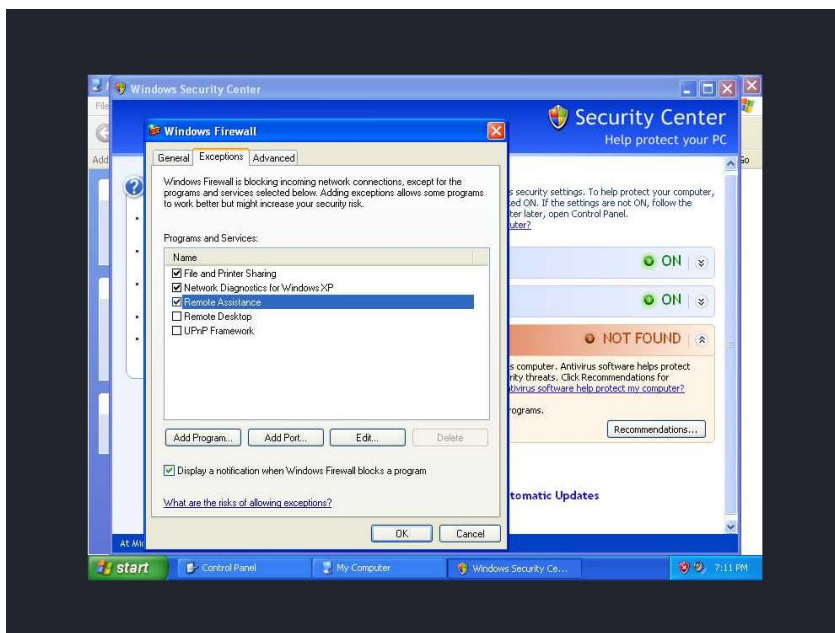 Windows Security Center
File
Security Center
Help protect your PC
Add
Go
Windows Firewall
General
Exceptions
Advanced
Windows Firewall is blocking incoming network connections, except for the
programs and services selected below. Adding exceptions allows some programs
to work better but might increase your security risk.
Programs and Services:
Name
File and Printer Sharing
Network Diagnostics for Windows XP
Remote Assistance
Remote Desktop
UPnP Framework
Add Program...
Add Port...
Edit...
Delete
Display a notification when Windows Firewall blocks a program
What are the risks of allowing exceptions?
OK
Cancel
s security settings. To help protect your computer,
ed ON. If the settings are not ON, follow the
ter later, open Control Panel.
uter?
ON
ON
NOT FOUND
s computer. Antivirus software helps protect
rity threats. Click Recommendations for
ntivirus software help protect my computer?
rograms.
Recommendations...
tomatic Updates
At Mic
start
Control Panel
My Computer
Windows Security Ce...
7:11 PM